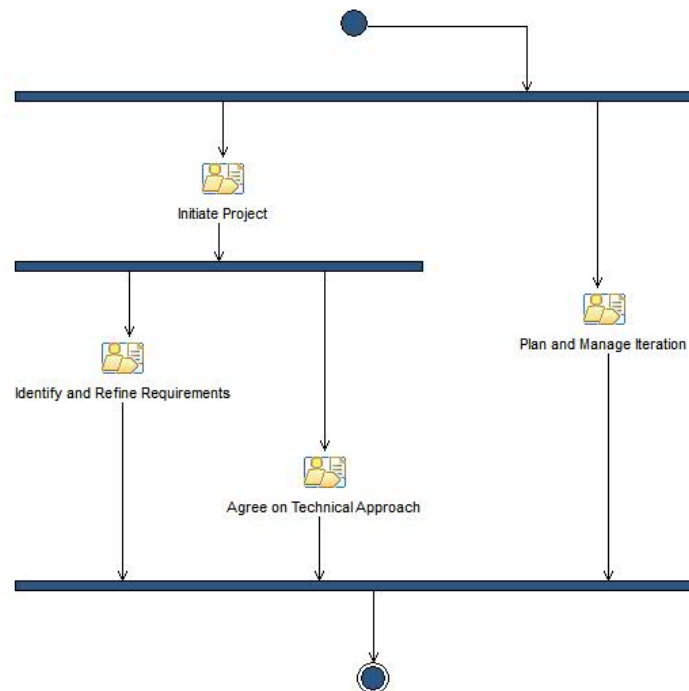 Initiate Project
Plan and Manage Iteration
Identify and Refine Requirements
Agree on Technical Approach